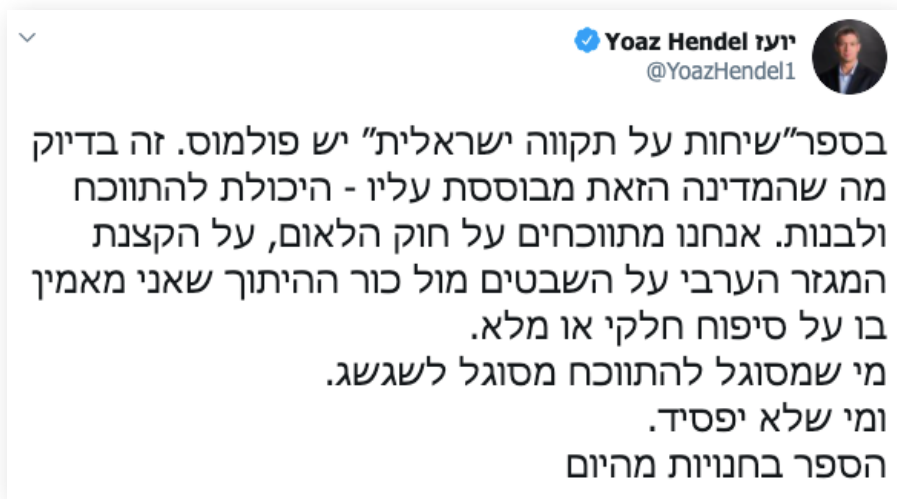 יועז Yoaz Hendel
@YoazHendel1
בספר"שיחות על תקווה ישראלית" יש פולמוס. זה בדיוק
מה שהמדינה הזאת מבוססת עליו - היכולת להתווכח
ולבנות. אנחנו מתווכחים על חוק הלאום, על הקצנת
המגזר הערבי על השבטים מול כור ההיתוך שאני מאמין
בו על סיפוח חלקי או מלא.
מי שמסוגל להתווכח מסוגל לשגשג.
ומי שלא יפסיד.
הספר בחנויות מהיום